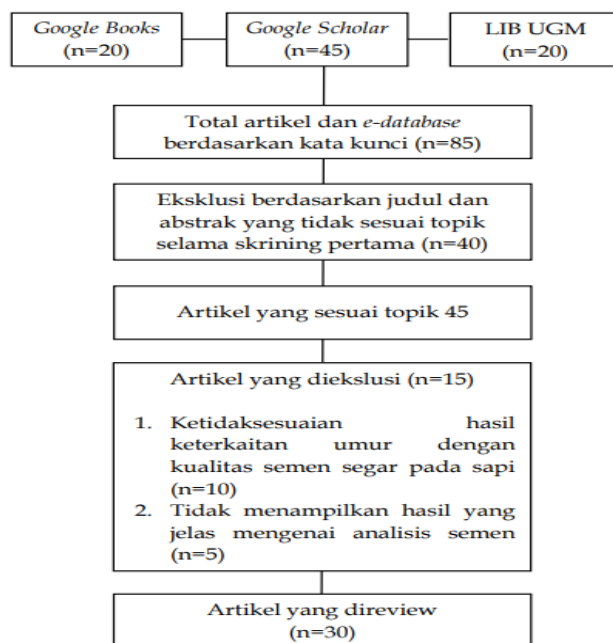 Google Books
(n=20)
Google Scholar
(n=45)
LIB UGM
(n=20)
Total artikel dan e-database
berdasarkan kata kunci (n=85)
Eksklusi berdasarkan judul dan
abstrak yang tidak sesuai topik
selama skrining pertama (n=40)
Artikel yang sesuai topik 45
Artikel yang diekslusi (n=15)
1. Ketidaksesuaian hasil
keterkaitan umur dengan
kualitas semen segar pada sapi
(n=10)
2. Tidak menampilkan hasil yang
jelas mengenai analisis semen
(n=5)
Artikel yang direview
(n=30)